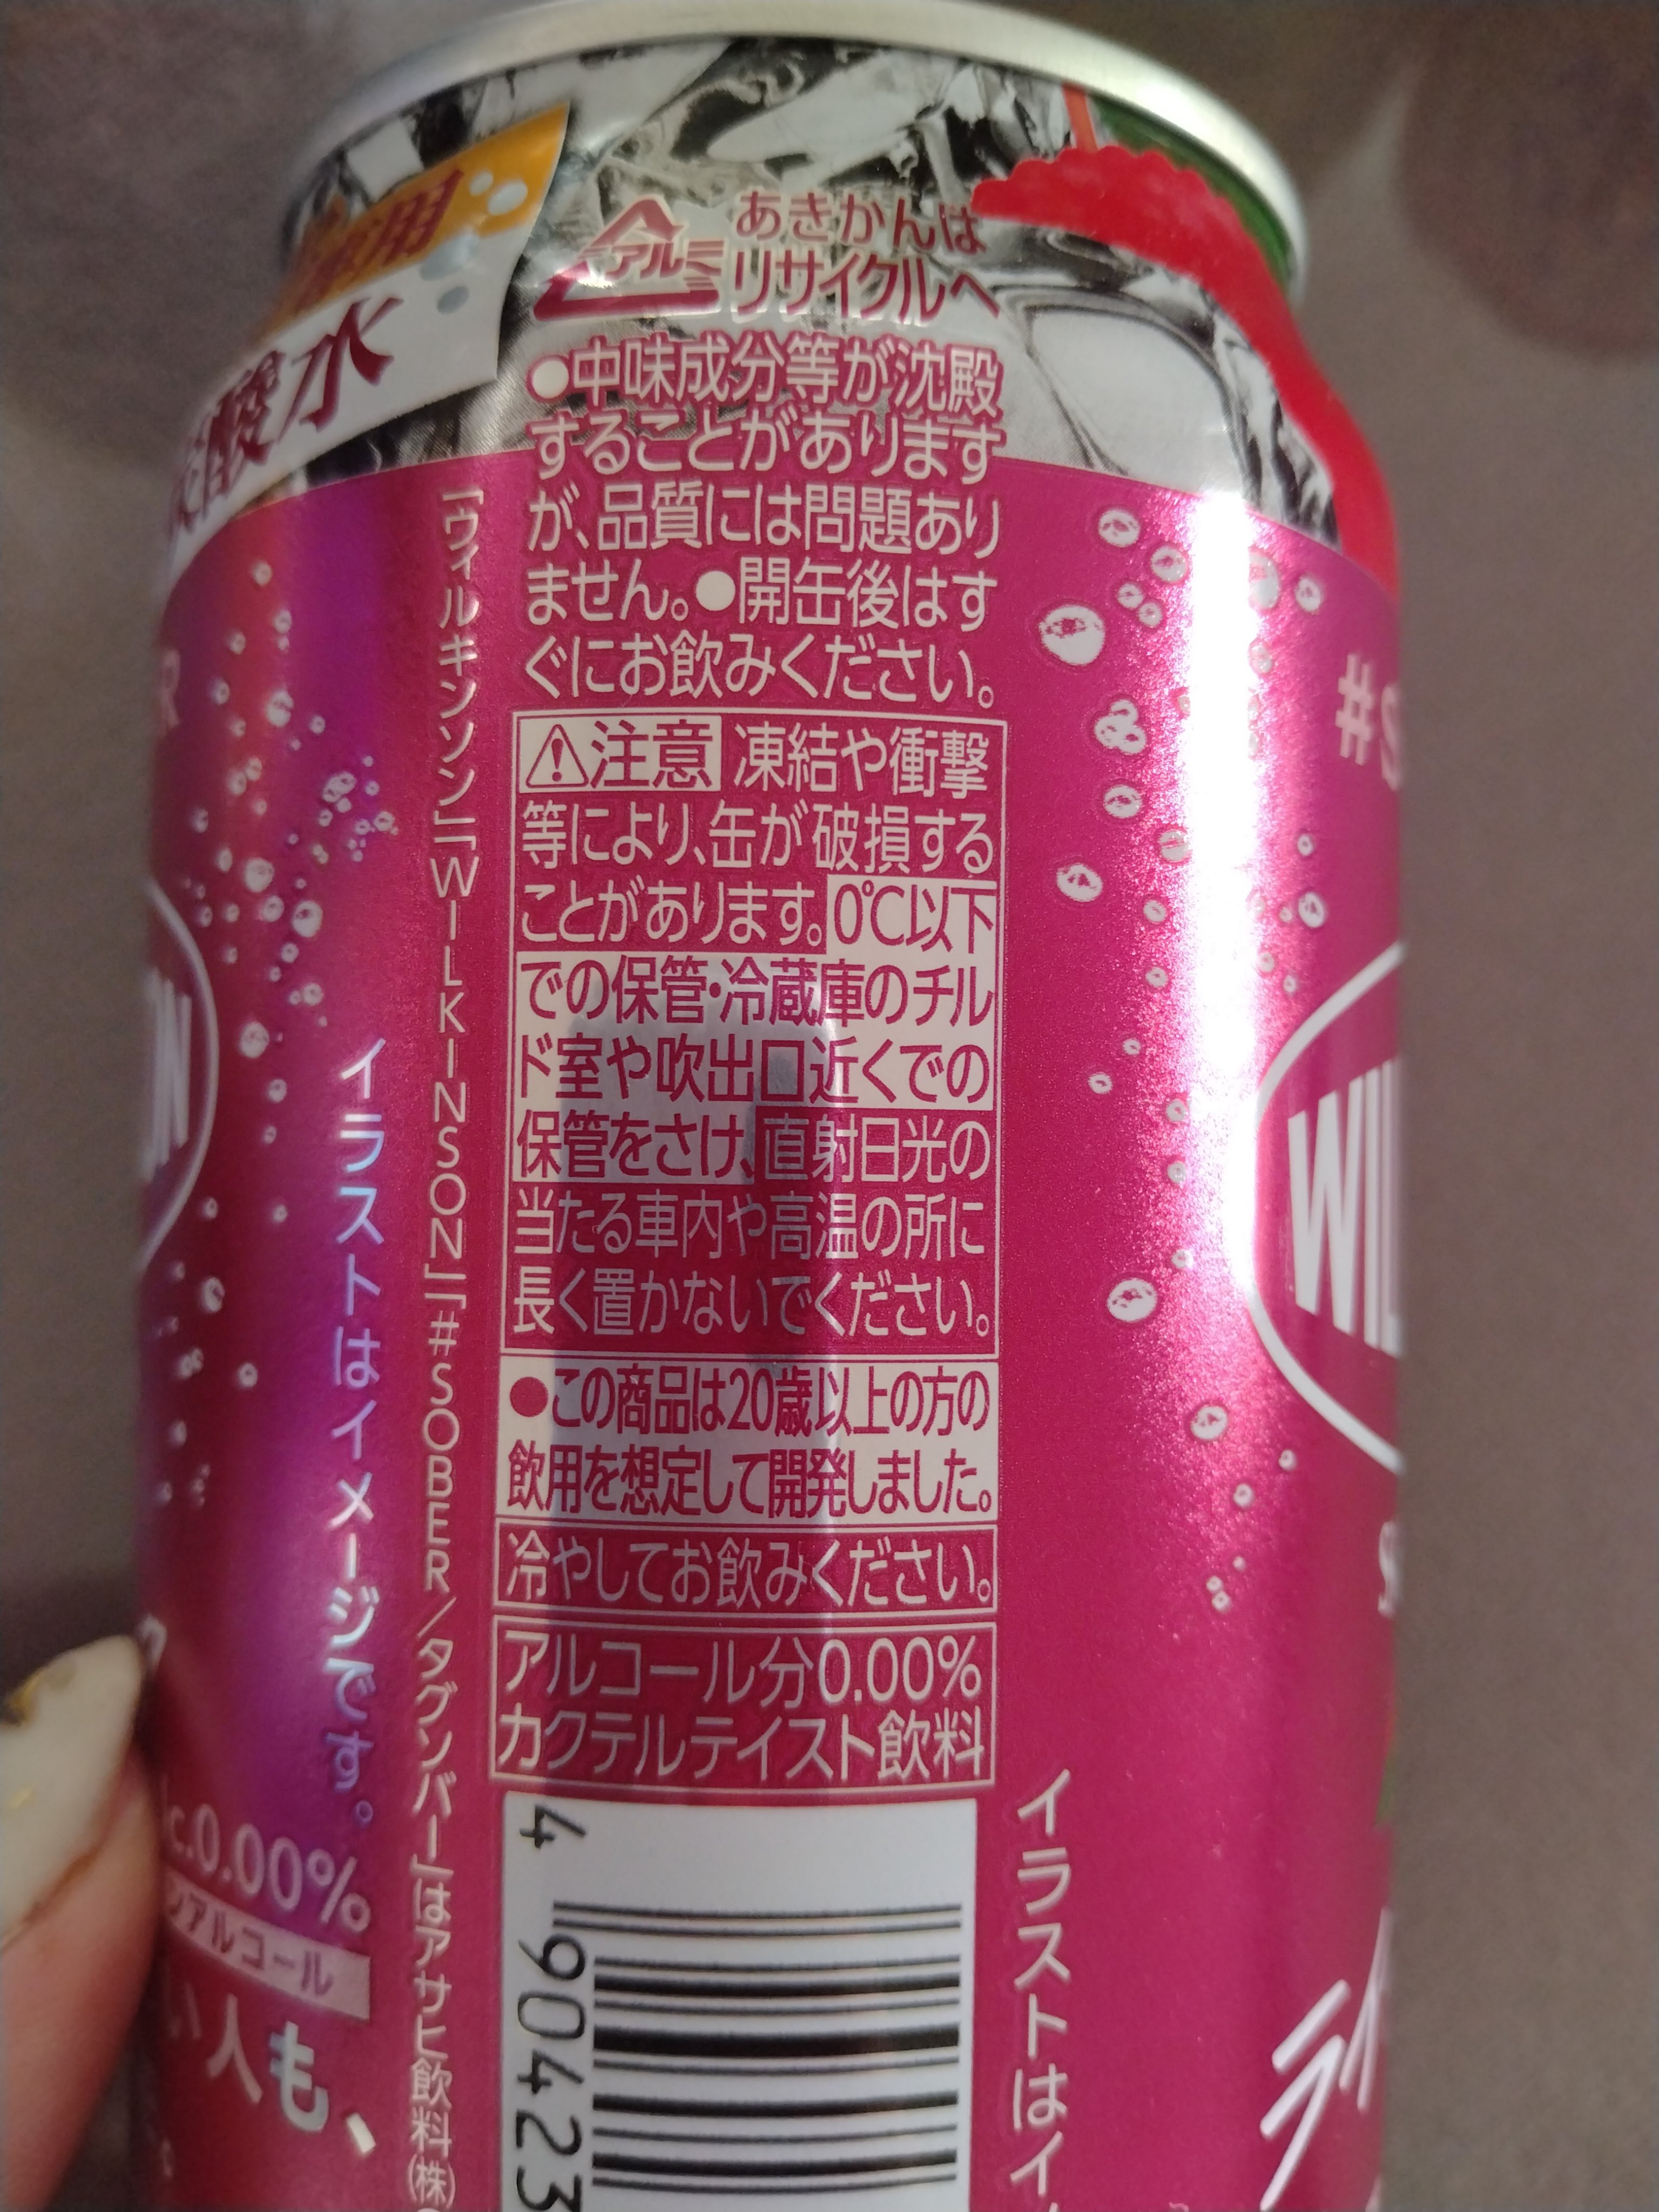 使用
炭酸水
アルミ
あきかんは
リサイクルへ
●中味成分等が沈殿
することがあります
が、品質には問題あり
ません。●開缶後はす
ぐにお飲みください。
⚠注意 凍結や衝撃
等により、缶が破損する
ことがあります。0℃以下
での保管・冷蔵庫のチル
ド室や吹出口近くでの
保管をさけ、直射日光の
当たる車内や高温の所に
長く置かないでください。
●この商品は20歳以上の方の
飲用を想定して開発しました。
冷やしてお飲みください。
アルコール分0.00%
カクテルテイスト飲料
4 90423
「ウィルキンソン」「WILKINSON」「#SOBER/タグソバー」はアサヒ飲料(株)
イラストはイメージです。
c.0.00%
ンアルコール
い人も、
ON
R
#S
WIL
S
イラストはイ
ライ